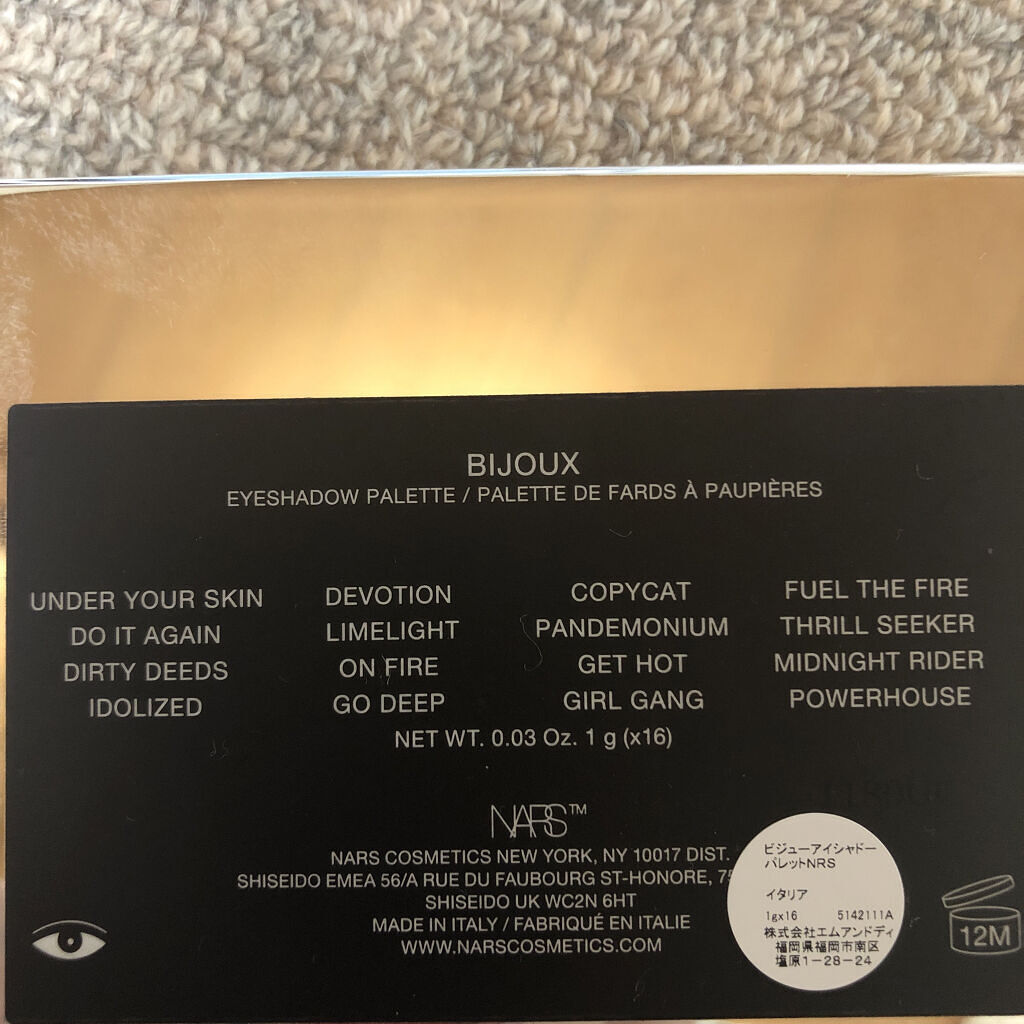 BIJOUX
EYESHADOW PALETTE / PALETTE DE FARDS À PAUPIÈRES
UNDER YOUR SKIN DEVOTION COPYCAT FUEL THE FIRE
DO IT AGAIN LIMELIGHT PANDEMONIUM THRILL SEEKER
DIRTY DEEDS ON FIRE GET HOT MIDNIGHT RIDER
IDOLIZED GO DEEP GIRL GANG POWERHOUSE
NET WT. 0.03 Oz. 1 g (x16)
NARS™
NARS COSMETICS NEW YORK, NY 10017 DIST.
SHISEIDO EMEA 56/A RUE DU FAUBOURG ST-HONORE,
SHISEIDO UK WC2N 6HT
MADE IN ITALY / FABRIQUÉ EN ITALIE
WWW.NARSCOSMETICS.COM
ビジューアイシャドー
パレットNRS
イタリア
1gx16 5142111A
株式会社エムアンドディ
福岡県福岡市南区
塩原1-28-24
12M